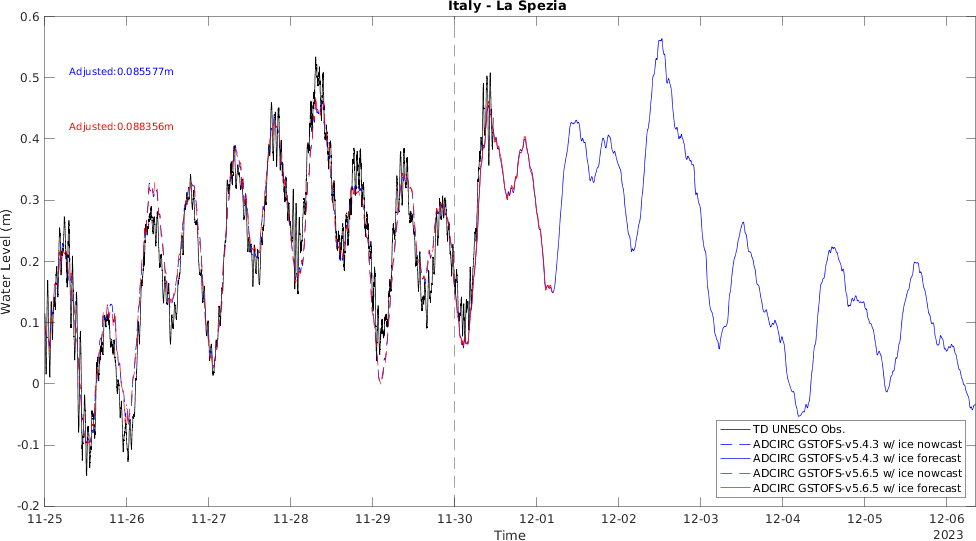 Italy - La Spezia
0.6
0.5
0.4
0.3
0.2
0.1
0
-0.1
-0.2
Water Level (m)
Adjusted:0.085577m
Adjusted:0.088356m
TD UNESCO Obs.
ADCIRC GSTOFS-v5.4.3 w/ ice nowcast
ADCIRC GSTOFS-v5.4.3 w/ ice forecast
ADCIRC GSTOFS-v5.6.5 w/ ice nowcast
ADCIRC GSTOFS-v5.6.5 w/ ice forecast
11-25 11-26 11-27 11-28 11-29 11-30 12-01 12-02 12-03 12-04 12-05 12-06
Time
2023